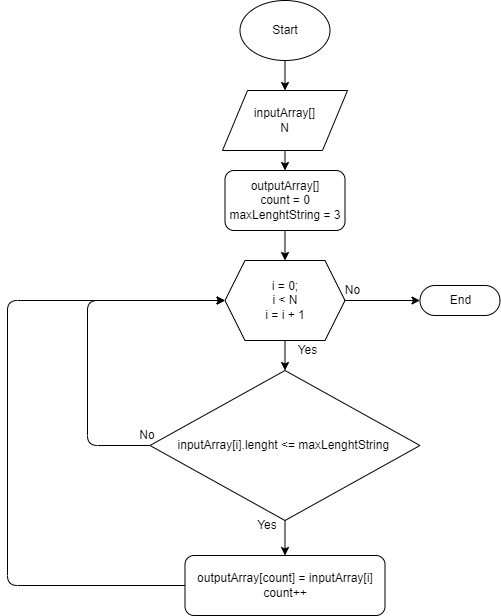 Start
inputArray[]
N
outputArray[]
count = 0
maxLenghtString = 3
i = 0;
i < N
i = i + 1
No
End
Yes
No
inputArray[i].lenght <= maxLenghtString
Yes
outputArray[count] = inputArray[i]
count++